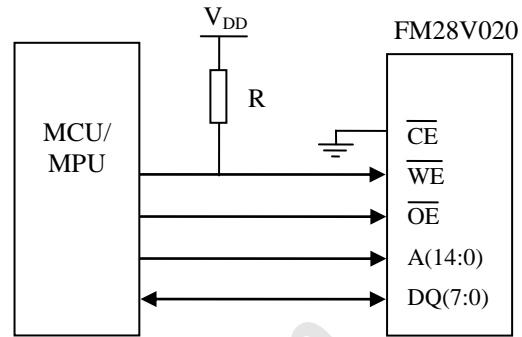 V_DD
FM28V020
R
MCU/
MPU
CE
WE
OE
A(14:0)
DQ(7:0)